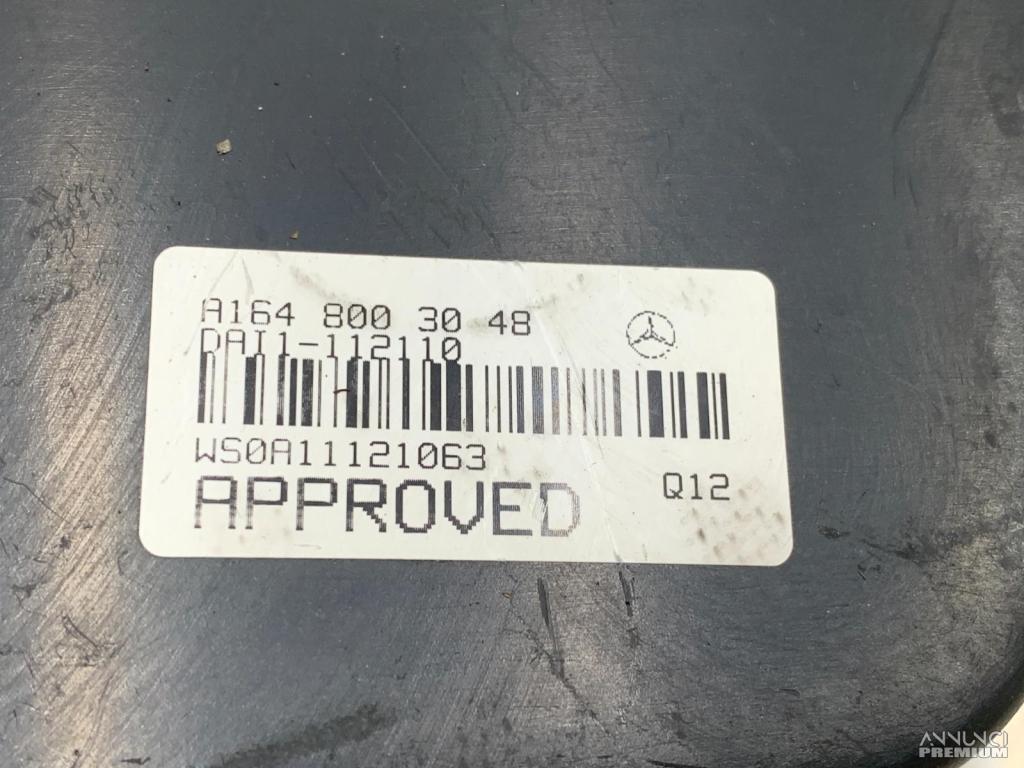 A164 800 30 48
DAI1-112110
WS0A11121063
APPROVED
Q12
ANNUNCI
PREMIUM